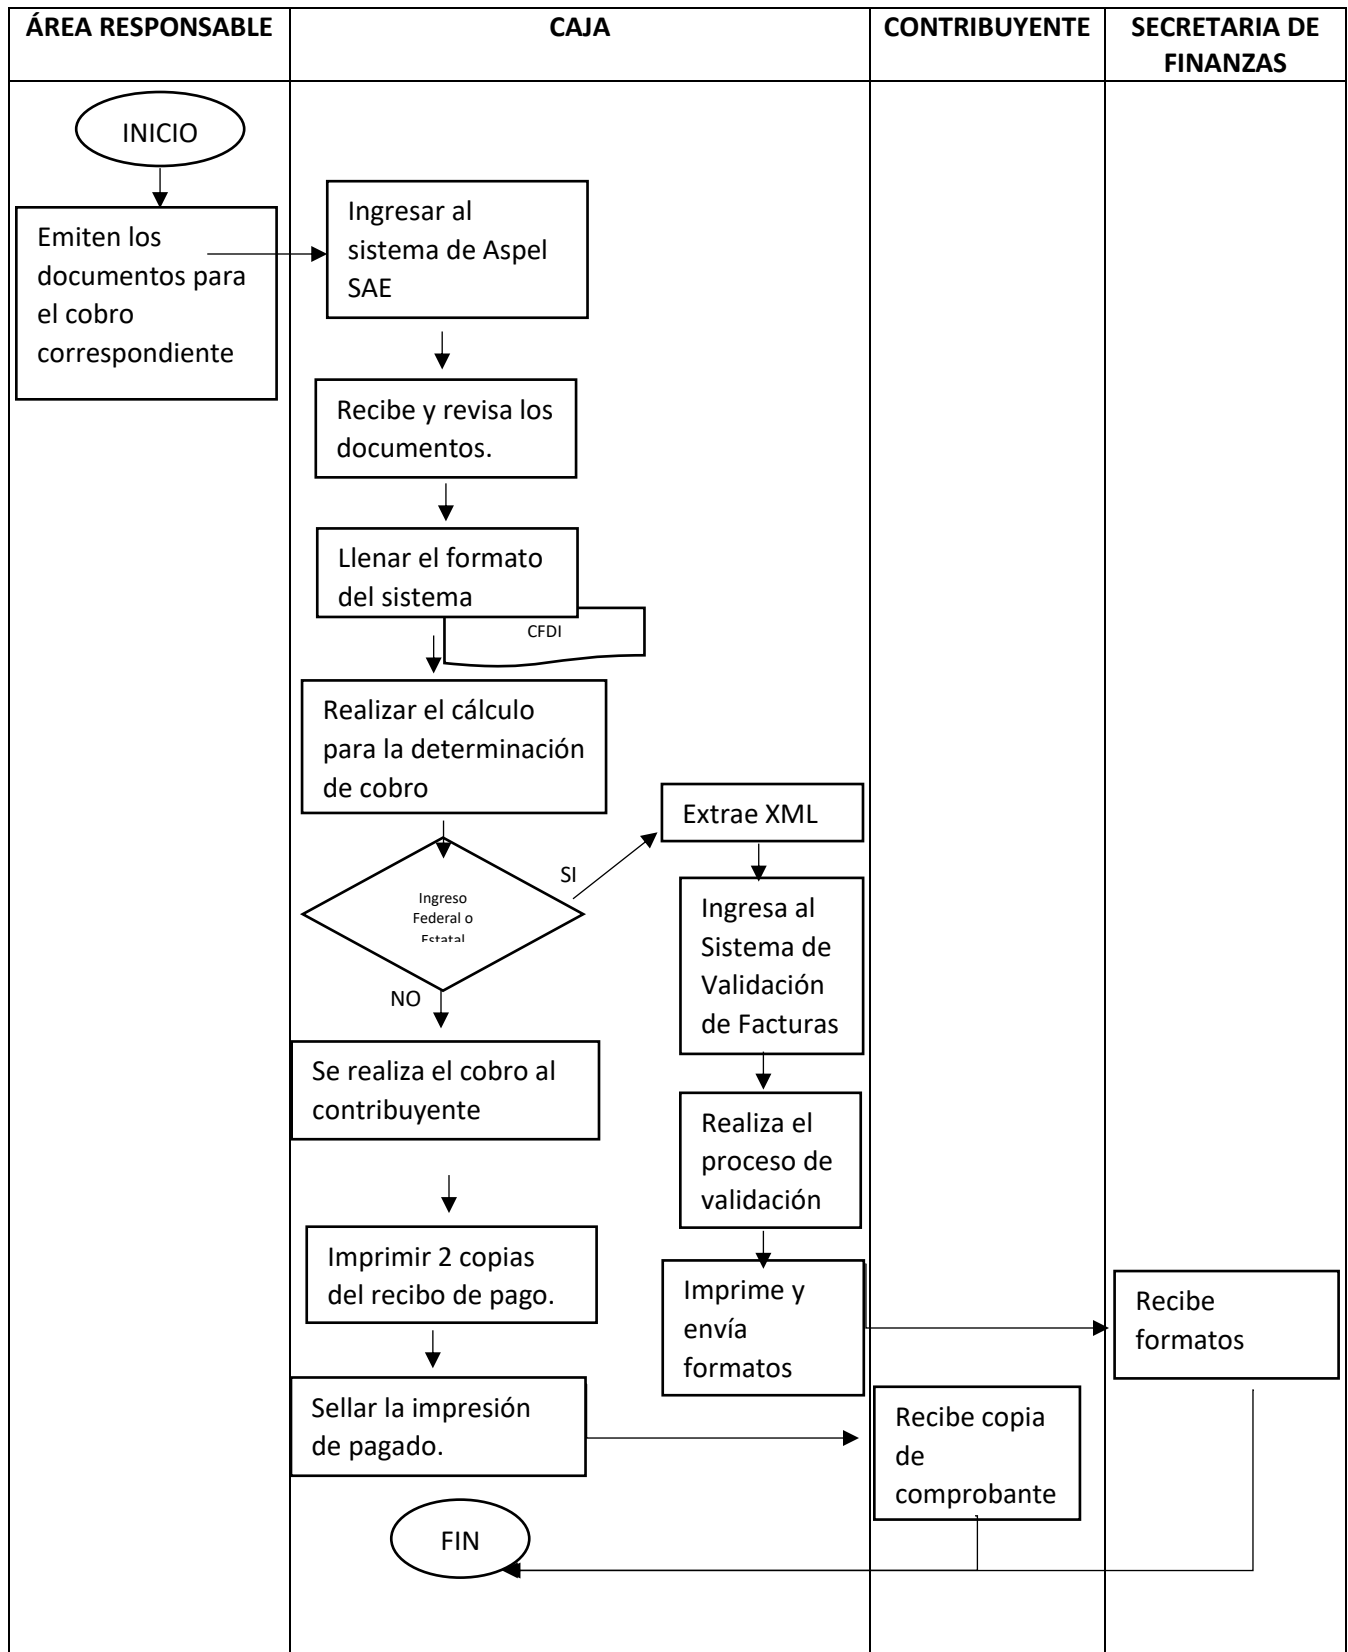 ÁREA RESPONSABLE
CAJA
CONTRIBUYENTE
SECRETARIA DE
FINANZAS
INICIO
Emiten los
documentos para
el cobro
correspondiente
Ingresar al
sistema de Aspel
SAE
Recibe y revisa los
documentos.
Llenar el formato
del sistema
CFDI
Realizar el cálculo
para la determinación
de cobro
Ingreso
Federal o
Estatal
SI
NO
Extrae XML
Ingresa al
Sistema de
Validación
de Facturas
Realiza el
proceso de
validación
Imprime y
envía
formatos
Se realiza el cobro al
contribuyente
Imprimir 2 copias
del recibo de pago.
Sellar la impresión
de pagado.
Recibe copia
de
comprobante
Recibe
formatos
FIN